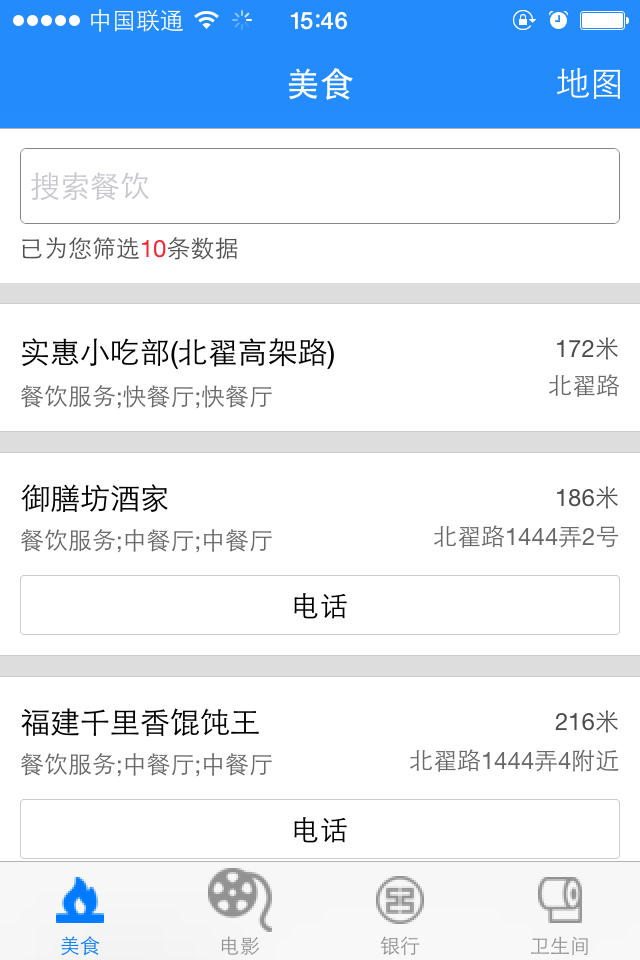 中国联通 15:46
美食 地图
搜索餐饮
已为您筛选10条数据
实惠小吃部(北翟高架路) 172米
餐饮服务;快餐厅;快餐厅 北翟路
御膳坊酒家 186米
餐饮服务;中餐厅;中餐厅 北翟路1444弄2号
电话
福建千里香馄饨王 216米
餐饮服务;中餐厅;中餐厅 北翟路1444弄4附近
电话
美食 电影 银行 卫生间